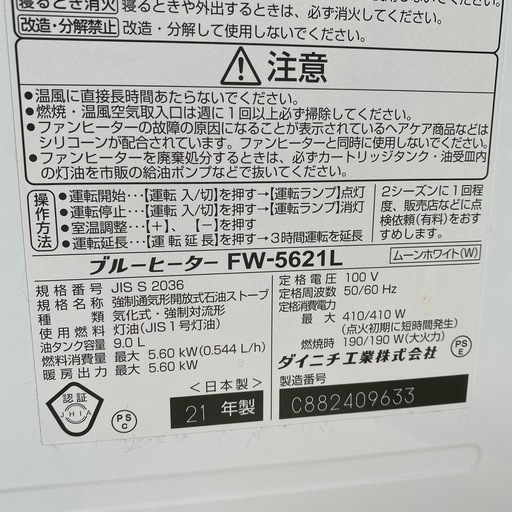 寝るとき消火 寝るときや外出するときは、必ず消火してください。
改造・分解禁止 改造・分解して使用しないでください。
注意
●温風に直接長時間あたらないでください。
●燃焼・温風空気取入口は週に1回以上必ず掃除してください。
●ファンヒーターの故障の原因になることが表示されているヘアケア商品などは
シリコーンが配合されています。ファンヒーターと同時に使用しないでください。
●ファンヒーターを廃棄処分するときは、必ずカートリッジタンク・油受皿内
の灯油を市販の給油ポンプなどで抜いてください。
操作方法
●運転開始…【運転 入/切】を押す→【運転ランプ】点灯
●運転停止…【運転 入/切】を押す→【運転ランプ】消灯
●室温調整…【+】、【-】を押す
●運転延長…【運転延長】を押す→3時間運転を延長
2シーズンに1回程
度、販売店などに点
検依頼(有料)をおす
すめします。
ブルーヒーター FW-5621L ムーンホワイト(W)
規格番号 JIS S 2036
規格名称 強制通気形開放式石油ストーブ
種類 気化式・強制対流形
使用燃料 灯油(JIS1号灯油)
油タンク容量 9.0 L
燃料消費量 最大 5.60 kW(0.544 L/h)
暖房出力 最大 5.60 kW
定格電圧 100 V
定格周波数 50/60 Hz
定格消費電力
最大 410/410 W
(点火初期に短時間発生)
燃焼時 190/190 W(大火力)
ダイニチ工業株式会社
PSE
<日本製>
21 年製
製造番号
C882409633
認証
JHIA
PSC